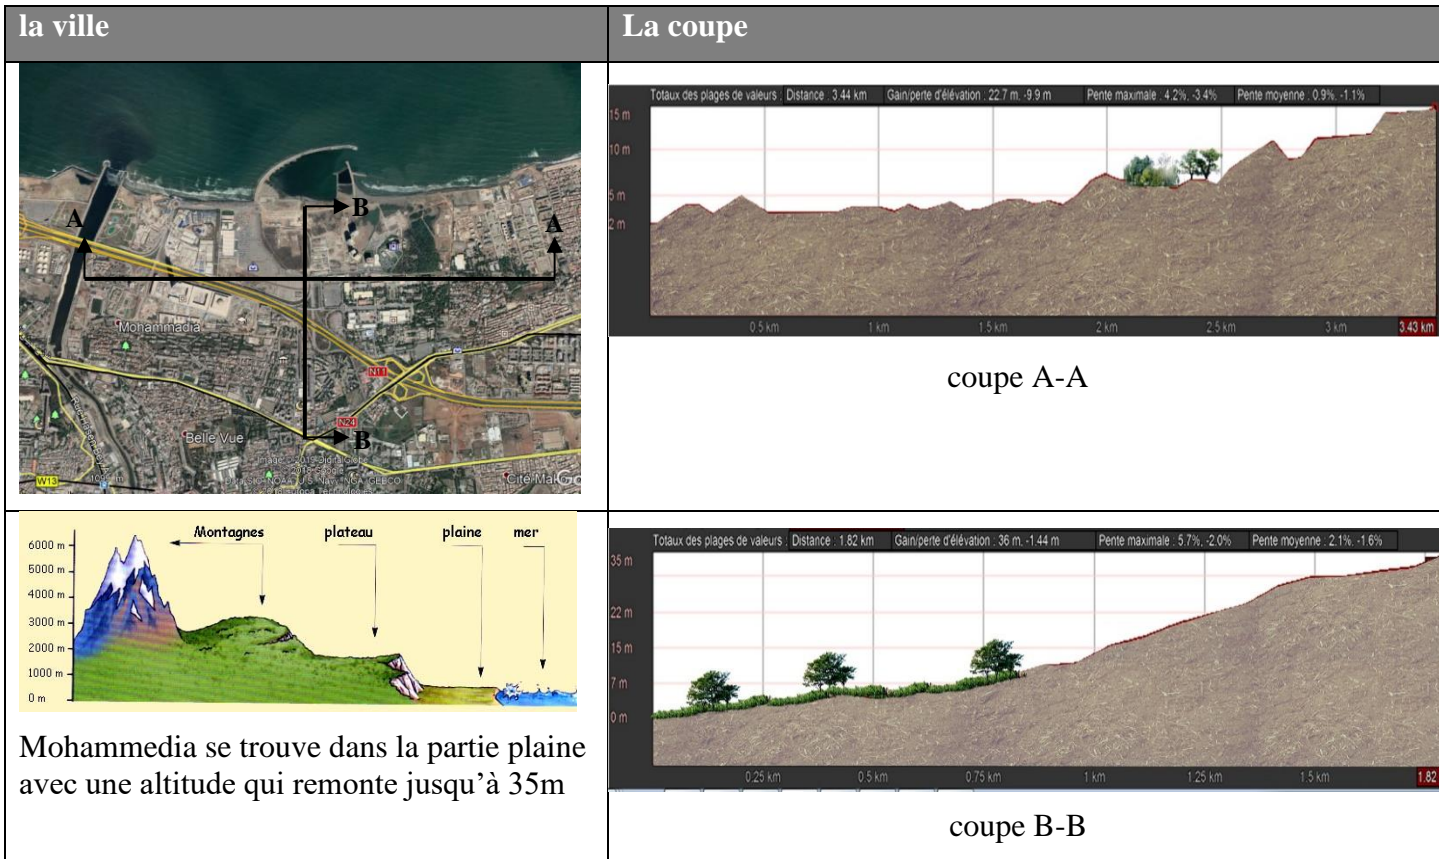 la ville
La coupe
A
B
A
B
Mohammadia
N11
N24
Belle Vue
W13
Cité Mal
Totaux des plages de valeurs : Distance : 3.44 km Gain/perte d'élévation : 22.7 m, -9.9 m Pente maximale : 4.2%, -3.4% Pente moyenne : 0.9%, -1.1%
15 m
10 m
5 m
2 m
0.5 km 1 km 1.5 km 2 km 2.5 km 3 km 3.43 km
coupe A-A
Montagnes plateau plaine mer
6000 m
5000 m
4000 m
3000 m
2000 m
1000 m
0 m
Mohammedia se trouve dans la partie plaine
avec une altitude qui remonte jusqu’à 35m
Totaux des plages de valeurs : Distance : 1.82 km Gain/perte d'élévation : 36 m, -1.44 m Pente maximale : 5.7%, -2.0% Pente moyenne : 2.1%, -1.6%
35 m
22 m
15 m
7 m
0 m
0.25 km 0.5 km 0.75 km 1 km 1.25 km 1.5 km 1.82
coupe B-B